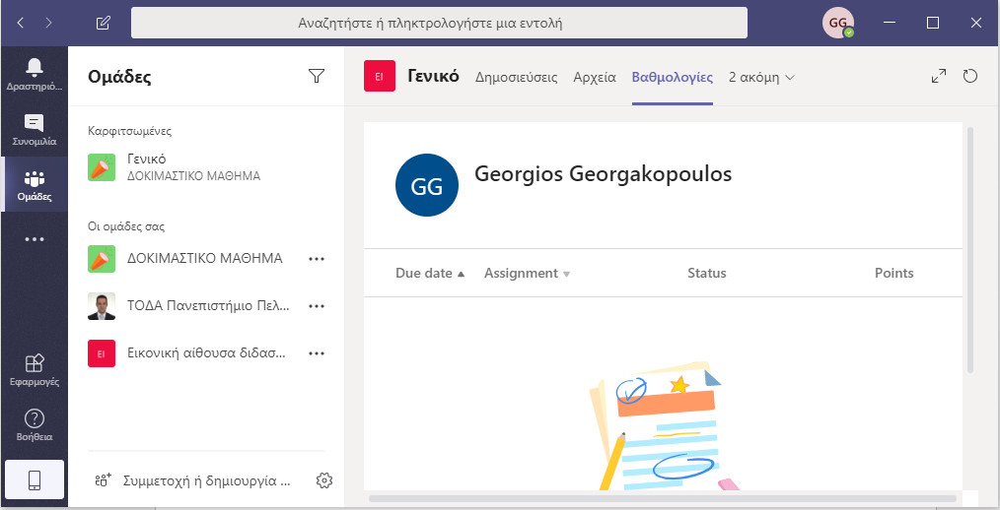 Αναζητήστε ή πληκτρολογήστε μια εντολή
GG
Δραστηριό...
Συνομιλία
Ομάδες
Εφαρμογές
Βοήθεια
Ομάδες
Καρφιτσωμένες
Γενικό
ΔΟΚΙΜΑΣΤΙΚΟ ΜΑΘΗΜΑ
Οι ομάδες σας
ΔΟΚΙΜΑΣΤΙΚΟ ΜΑΘΗΜΑ
ΤΟΔΑ Πανεπιστήμιο Πελ...
ΕΙ Εικονική αίθουσα διδασ...
Συμμετοχή ή δημιουργία ...
ΕΙ Γενικό Δημοσιεύσεις Αρχεία Βαθμολογίες 2 ακόμη
GG Georgios Georgakopoulos
Due date Assignment Status Points